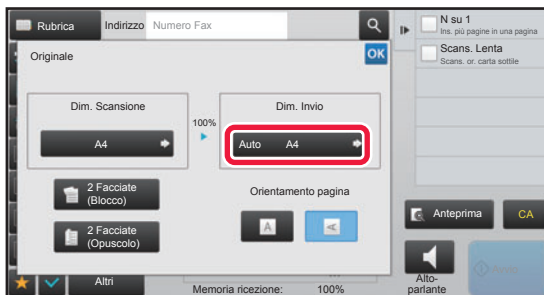 Rubrica
Indirizzo
Numero Fax
N su 1
Ins. più pagine in una pagina
Originale
OK
Scans. Lenta
Scans. or. carta sottile
Dim. Scansione
Dim. Invio
100%
A4
Auto A4
2 Facciate
(Blocco)
Orientamento pagina
2 Facciate
(Opuscolo)
A
A
Anteprima
CA
Altri
Memoria ricezione: 100%
Alto-
parlante
Avvio